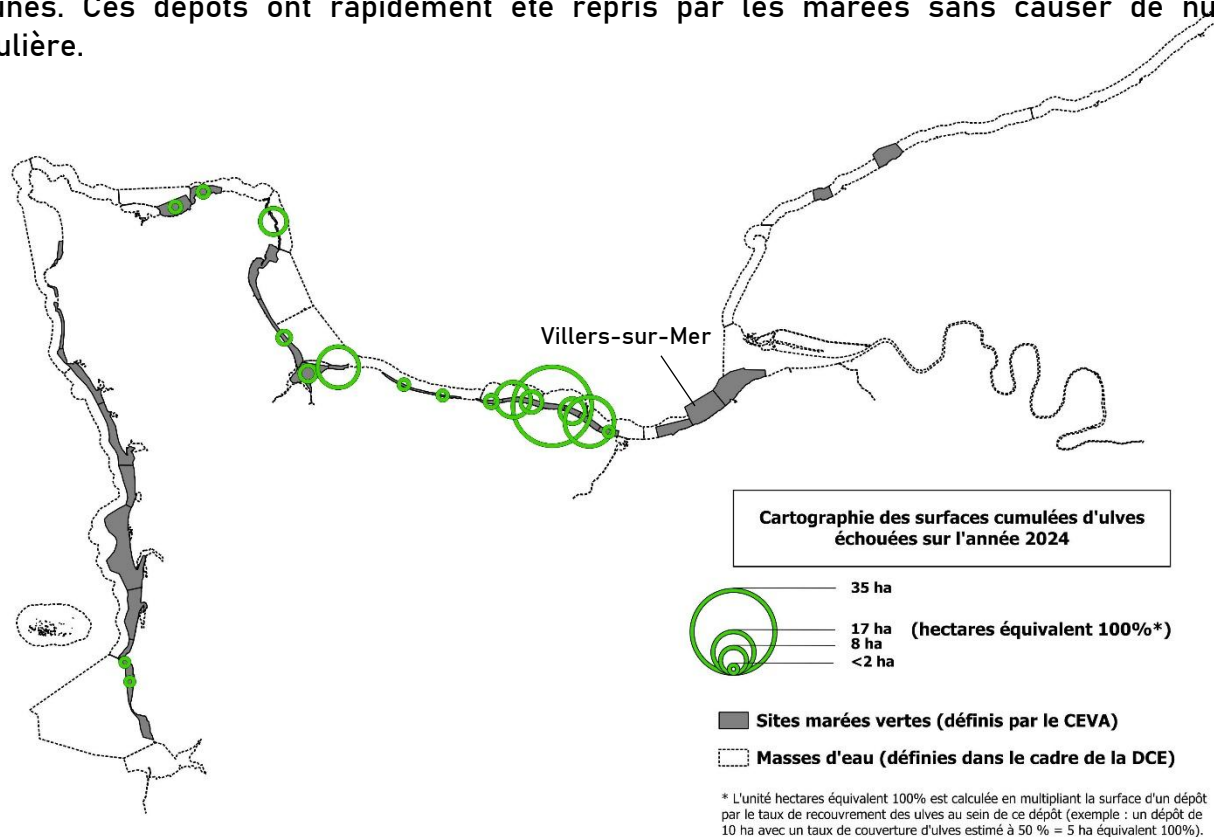 Ces dépôts ont rapidement été repris par les marées sans causer de
Villers-sur-Mer
Cartographie des surfaces cumulées d'ulves
échouées sur l'année 2024
35 ha
17 ha (hectares équivalent 100%*)
8 ha
<2 ha
Sites marées vertes (définis par le CEVA)
Masses d'eau (définies dans le cadre de la DCE)
* L'unité hectares équivalent 100% est calculée en multipliant la surface d'un dépôt
par le taux de recouvrement des ulves au sein de ce dépôt (exemple : un dépôt de
10 ha avec un taux de couverture d'ulves estimé à 50 % = 5 ha équivalent 100%).